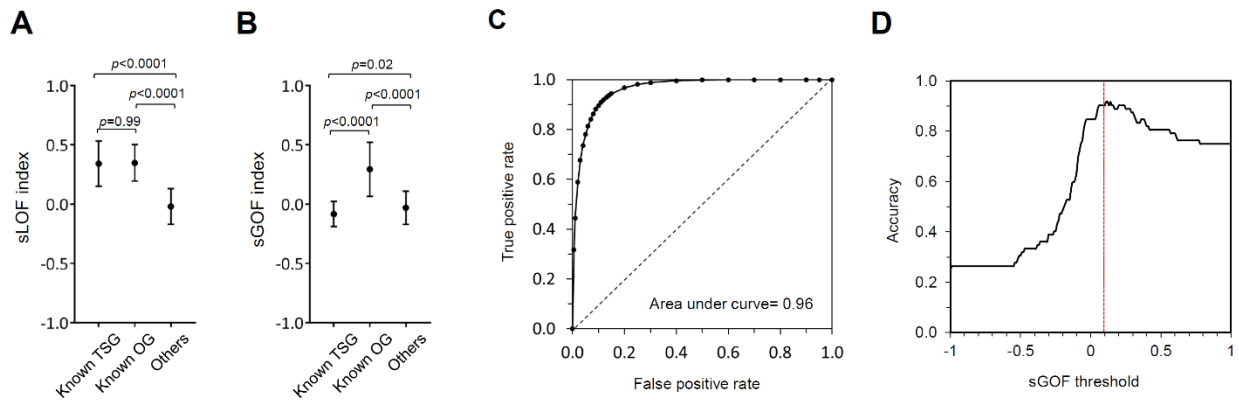 A
p<0.0001
p<0.0001
p=0.99
1.0
0.5
0.0
-0.5
-1.0
sLOF index
Known TSG
Known OG
Others
B
p=0.02
p<0.0001
p<0.0001
1.0
0.5
0.0
-0.5
-1.0
sGOF index
Known TSG
Known OG
Others
C
1.0
0.8
0.6
0.4
0.2
0.0
True positive rate
Area under curve= 0.96
0.0 0.2 0.4 0.6 0.8 1.0
False positive rate
D
1.0
0.8
0.6
0.4
0.2
0.0
Accuracy
-1 -0.5 0 0.5 1
sGOF threshold